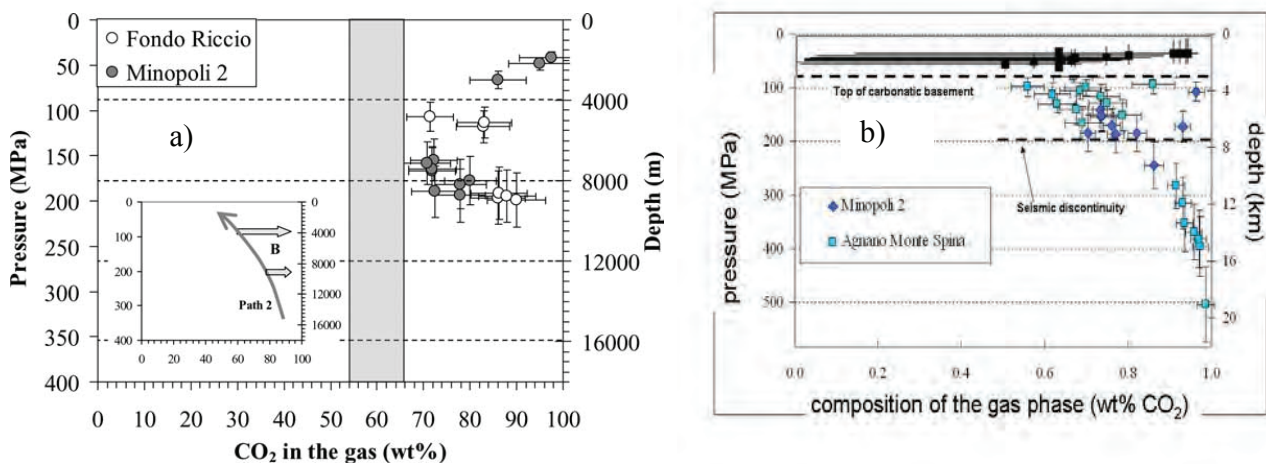 Fondo Riccio
Minopoli 2
a)
0
50
100
150
200
250
300
350
400
Pressure (MPa)
0
4000
8000
12000
16000
Depth (m)
0
100
200
300
400
0
4000
8000
12000
16000
B
Path 2
0 20 40 60 80 100
0 10 20 30 40 50 60 70 80 90 100
CO₂ in the gas (wt%)
b)
0
100
200
300
400
500
pressure (MPa)
0
4
8
12
16
20
depth (km)
Top of carbonatic basement
Seismic discontinuity
Minopoli 2
Agnano Monte Spina
0.0 0.2 0.4 0.6 0.8 1.0
composition of the gas phase (wt% CO₂)